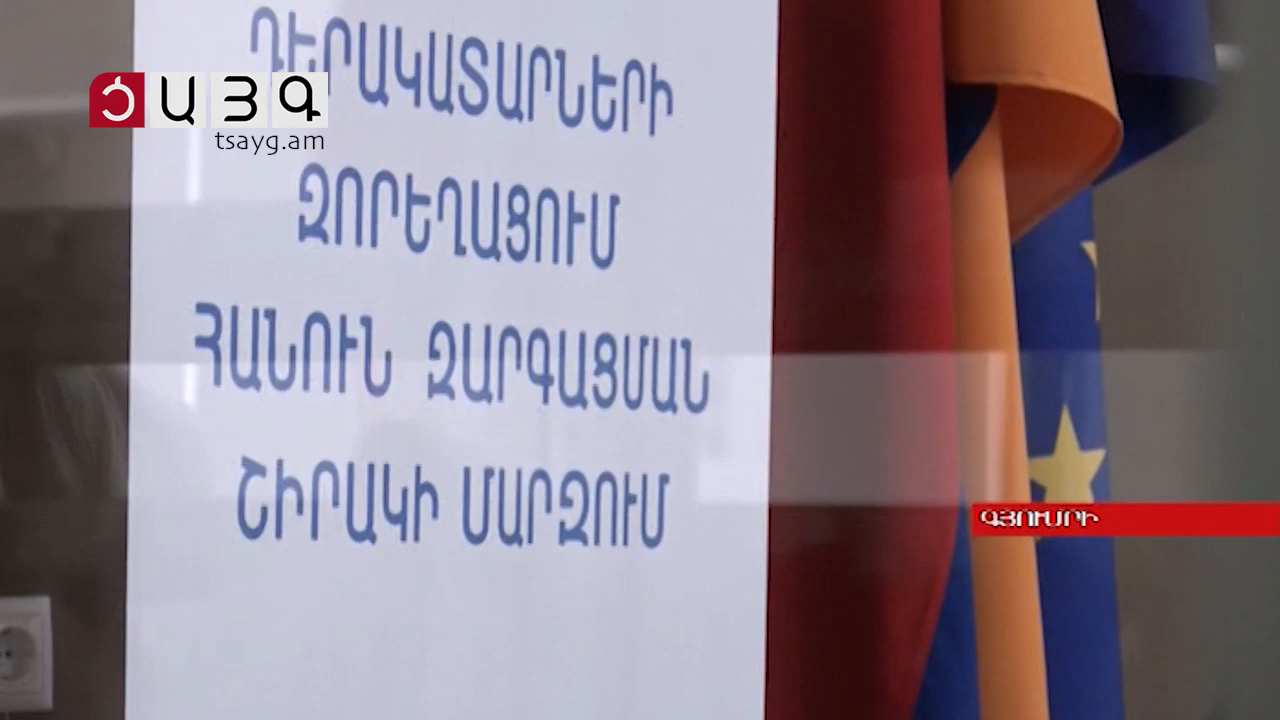 ԴԵՐԱԿԱՏԱՐՆԵՐԻ
ԾԱՅԳ
tsayg.am
ԶՈՐԵՂԱՑՈՒՄ
ՀԱՆՈՒՆ ԶԱՐԳԱՑՄԱՆ
ՇԻՐԱԿԻ ՄԱՐԶՈՒՄ
ԳՅՈՒՄՐԻ